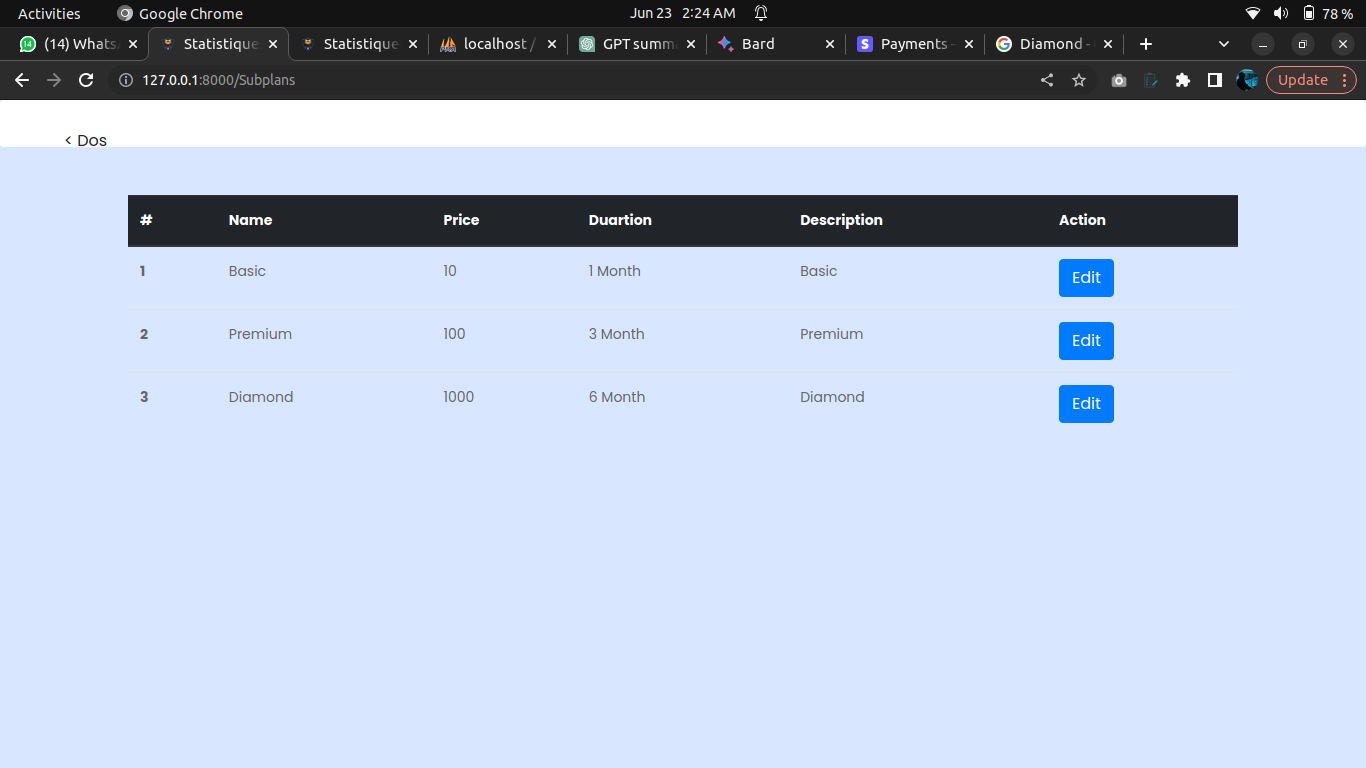 Activities Google Chrome Jun 23 2:24 AM 78 %
(14) Whats Statistique Statistique localhost / GPT summ Bard Payments - Diamond -
127.0.0.1:8000/Subplans Update
< Dos
# Name Price Duartion Description Action
1 Basic 10 1 Month Basic Edit
2 Premium 100 3 Month Premium Edit
3 Diamond 1000 6 Month Diamond Edit